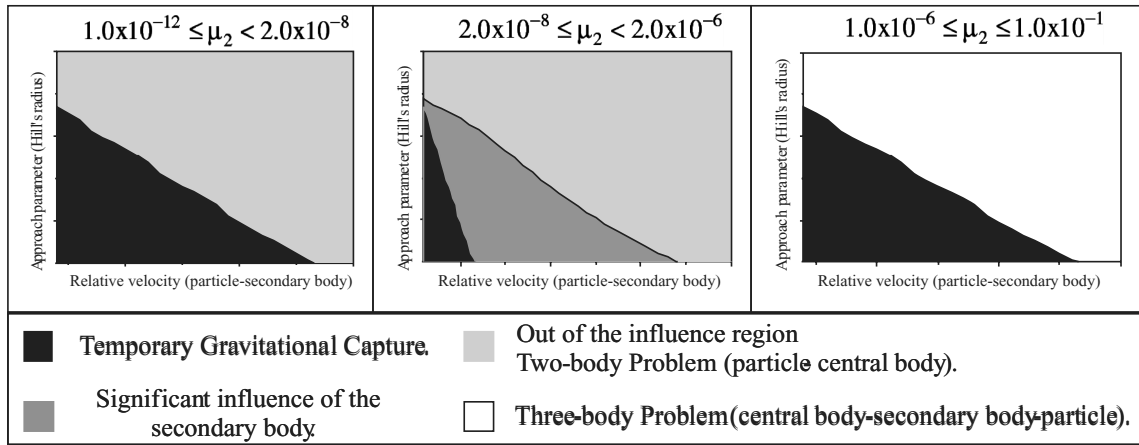 1.0x10⁻¹² ≤ μ₂ < 2.0x10⁻⁸
Approach parameter (Hill's radius)
Relative velocity (particle-secondary body)
2.0x10⁻⁸ ≤ μ₂ < 2.0x10⁻⁶
Approach parameter (Hill's radius)
Relative velocity (particle-secondary body)
1.0x10⁻⁶ ≤ μ₂ ≤ 1.0x10⁻¹
Approach parameter (Hill's radius)
Relative velocity (particle-secondary body)
Temporary Gravitational Capture.
Significant influence of the
secondary body.
Out of the influence region
Two-body Problem (particle central body).
Three-body Problem (central body-secondary body-particle).